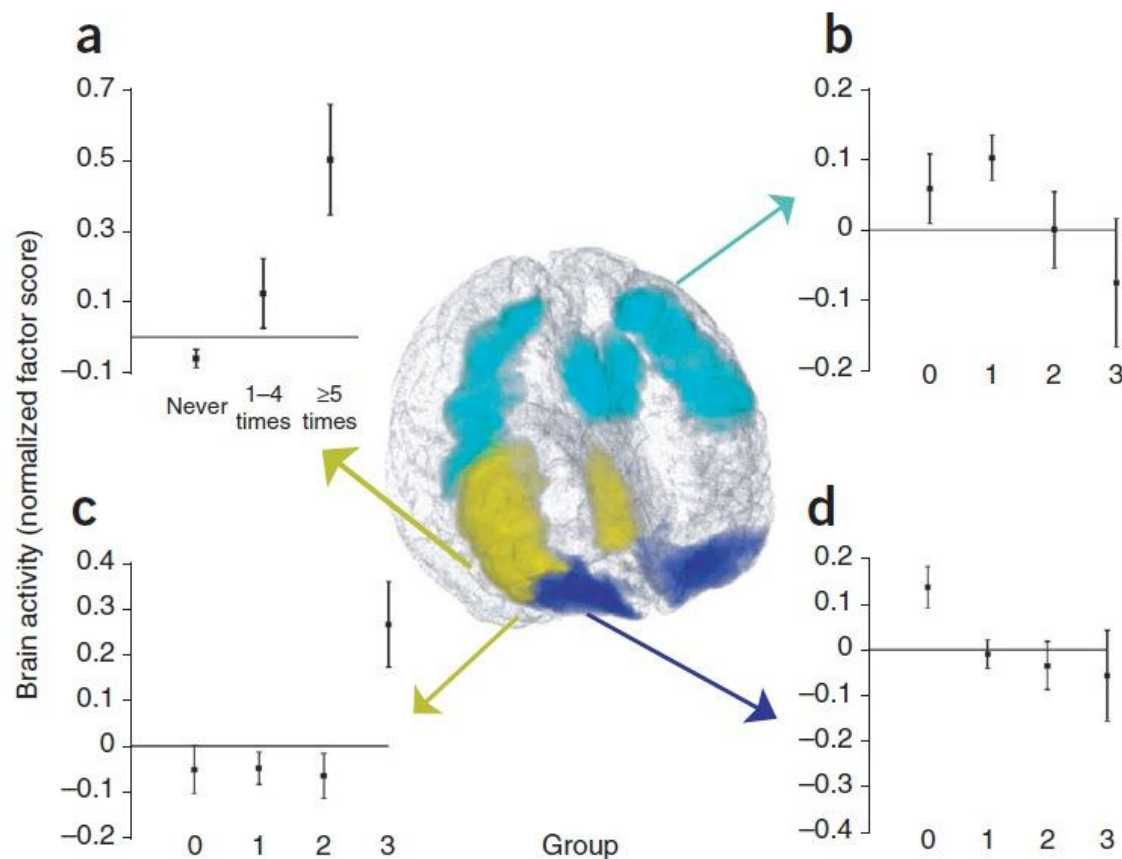 a
0.7
0.5
0.3
0.1
–0.1
Never
1–4
times
≥5
times
b
0.2
0.1
0
–0.1
–0.2
0 1 2 3
Brain activity (normalized factor score)
c
0.4
0.3
0.2
0.1
0
–0.1
–0.2
0 1 2 3
Group
d
0.2
0.1
0
–0.1
–0.2
–0.3
–0.4
0 1 2 3